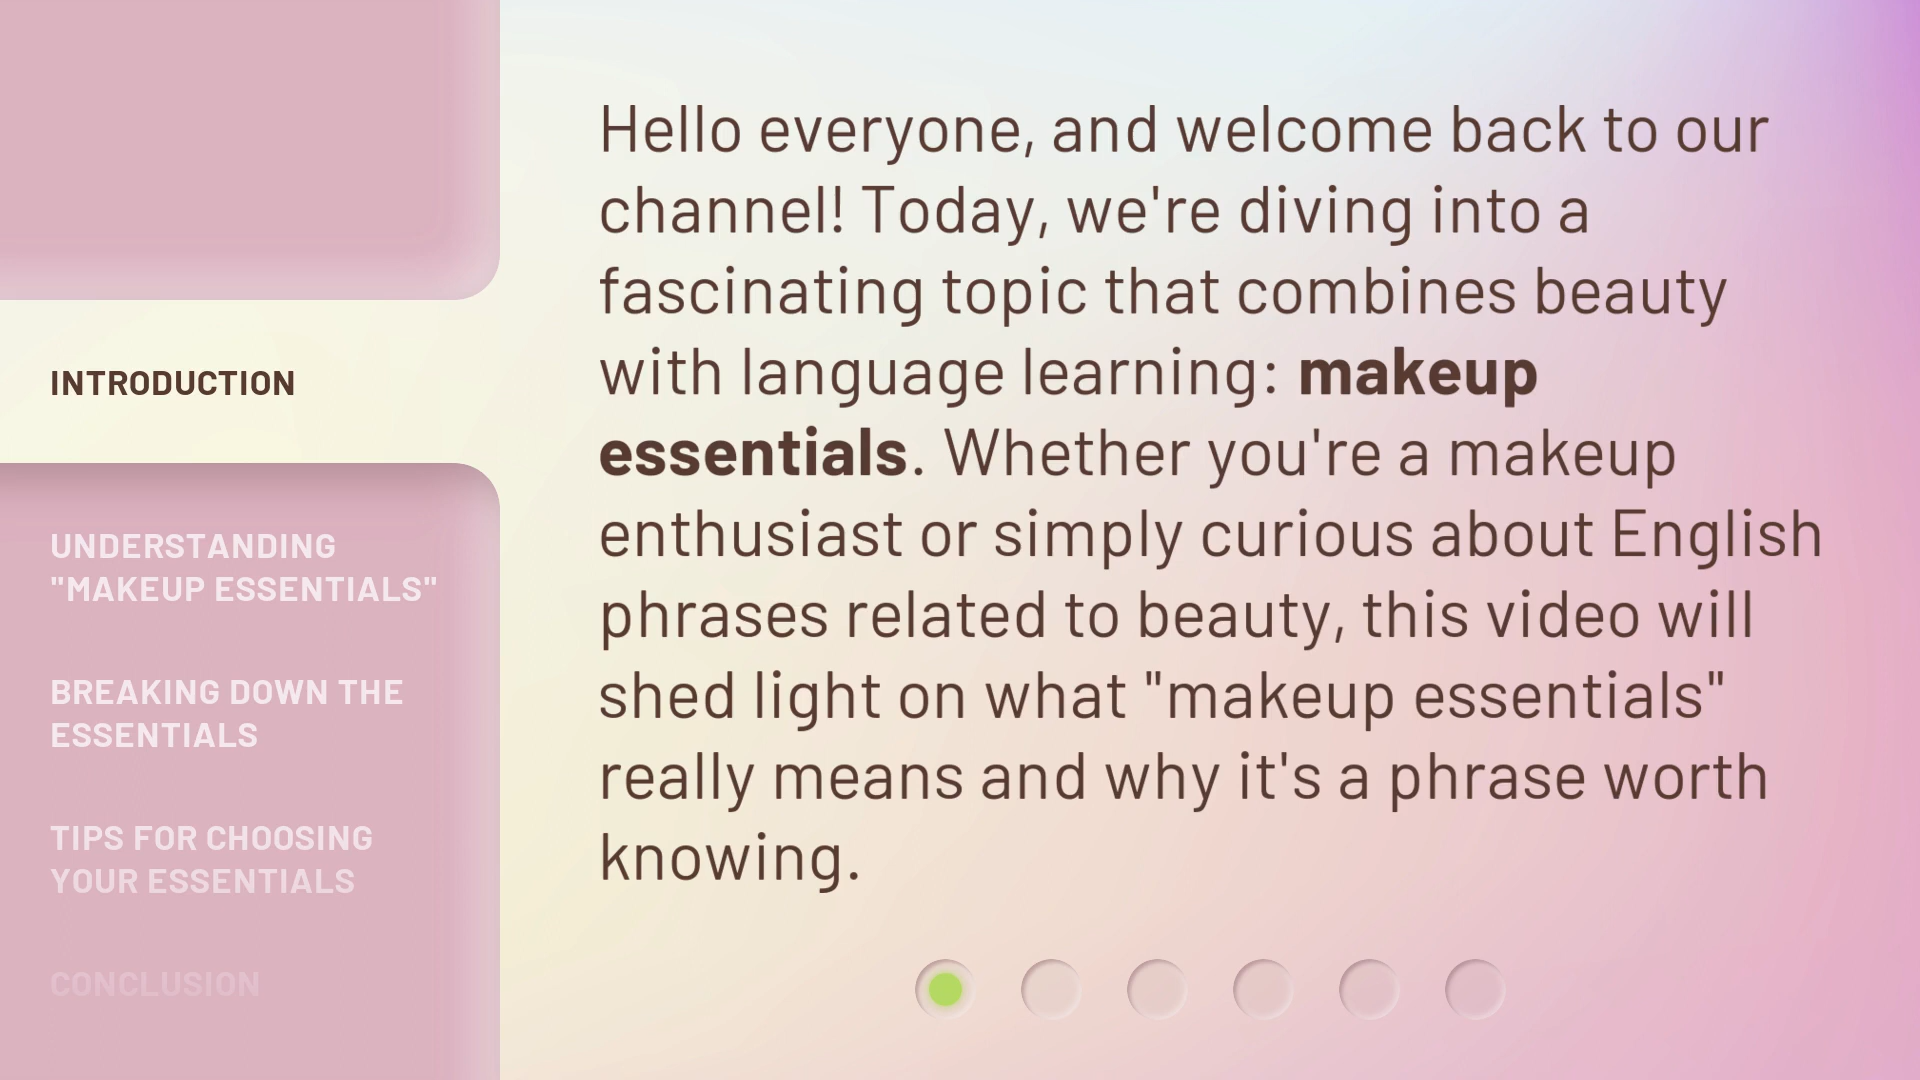 INTRODUCTION
UNDERSTANDING
"MAKEUP ESSENTIALS"
BREAKING DOWN THE
ESSENTIALS
TIPS FOR CHOOSING
YOUR ESSENTIALS
CONCLUSION
Hello everyone, and welcome back to our
channel! Today, we're diving into a
fascinating topic that combines beauty
with language learning: makeup
essentials. Whether you're a makeup
enthusiast or simply curious about English
phrases related to beauty, this video will
shed light on what "makeup essentials"
really means and why it's a phrase worth
knowing.